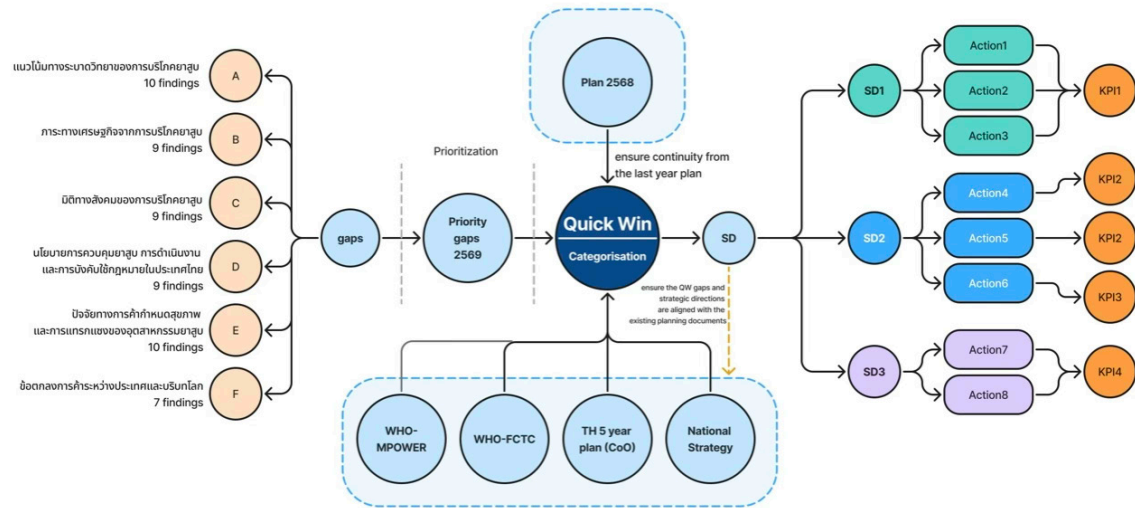 แนวโน้มทางระบาดวิทยาของการบริโภคยาสูบ
10 findings
A
ภาระทางเศรษฐกิจจากการบริโภคยาสูบ
9 findings
B
มิติทางสังคมของการบริโภคยาสูบ
9 findings
C
นโยบายการควบคุมยาสูบ การดำเนินงาน
และการบังคับใช้กฎหมายในประเทศไทย
9 findings
D
ปัจจัยทางการค้ากำหนดสุขภาพ
และการแทรกแซงของอุตสาหกรรมยาสูบ
10 findings
E
ข้อตกลงการค้าระหว่างประเทศและบริบทโลก
7 findings
F
gaps
Prioritization
Priority
gaps
2569
Plan 2568
ensure continuity from
the last year plan
Quick Win
Categorisation
SD
ensure the QW gaps and
strategic directions
are aligned with the
existing planning documents
WHO-
MPOWER
WHO-FCTC
TH 5 year
plan (CoO)
National
Strategy
SD1
Action1
Action2
Action3
KPI1
SD2
Action4
Action5
Action6
KPI2
KPI2
KPI3
SD3
Action7
Action8
KPI4